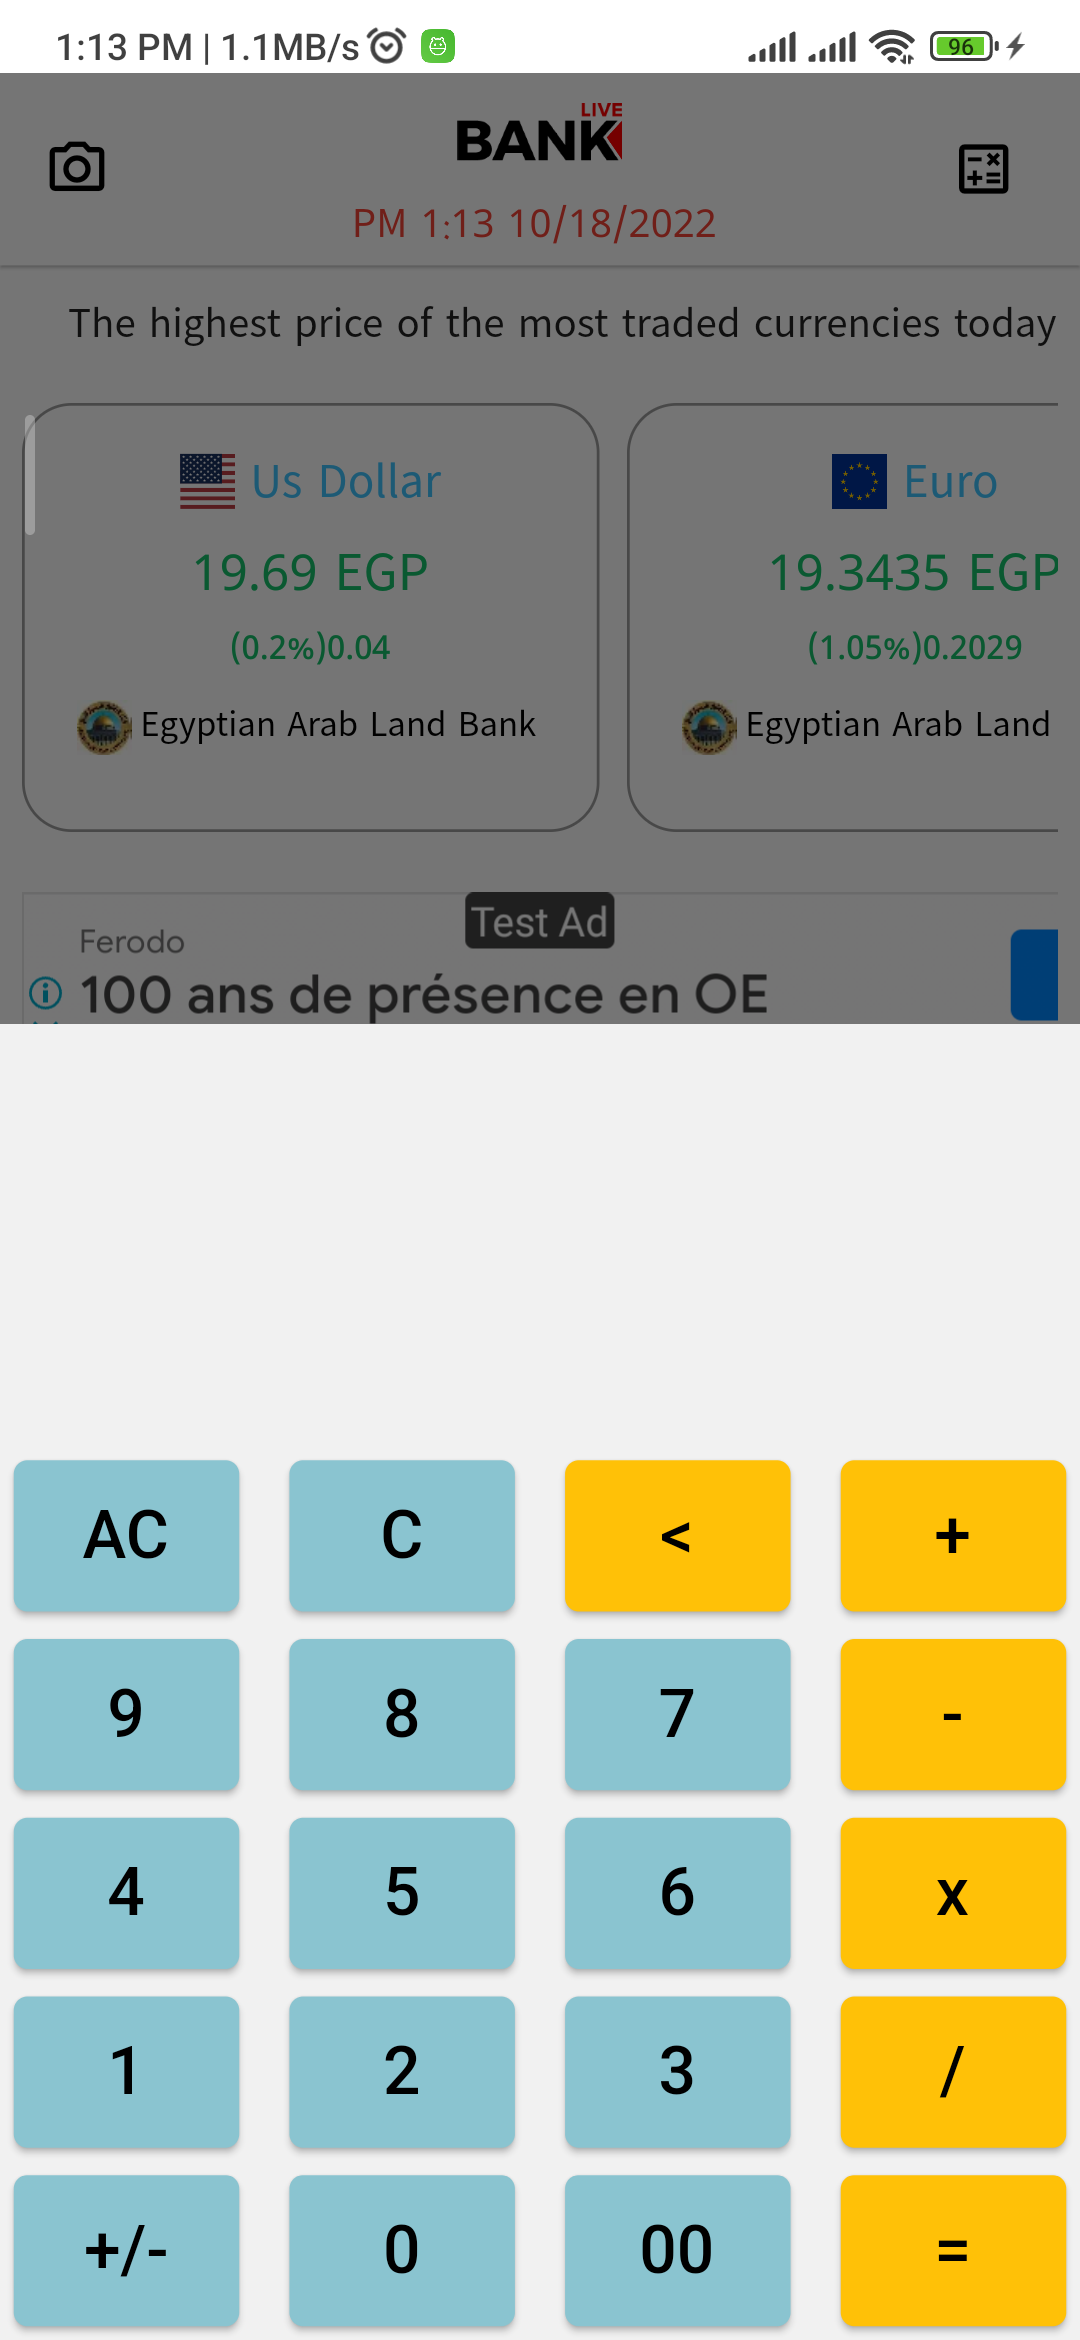 1:13 PM | 1.1MB/s
96
LIVE
BANK
PM 1:13 10/18/2022
The highest price of the most traded currencies today
Us Dollar
19.69 EGP
(0.2%)0.04
Egyptian Arab Land Bank
Euro
19.3435 EGP
(1.05%)0.2029
Egyptian Arab Land
Test Ad
Ferodo
100 ans de présence en OE
AC C < +
9 8 7 -
4 5 6 x
1 2 3 /
+/- 0 00 =